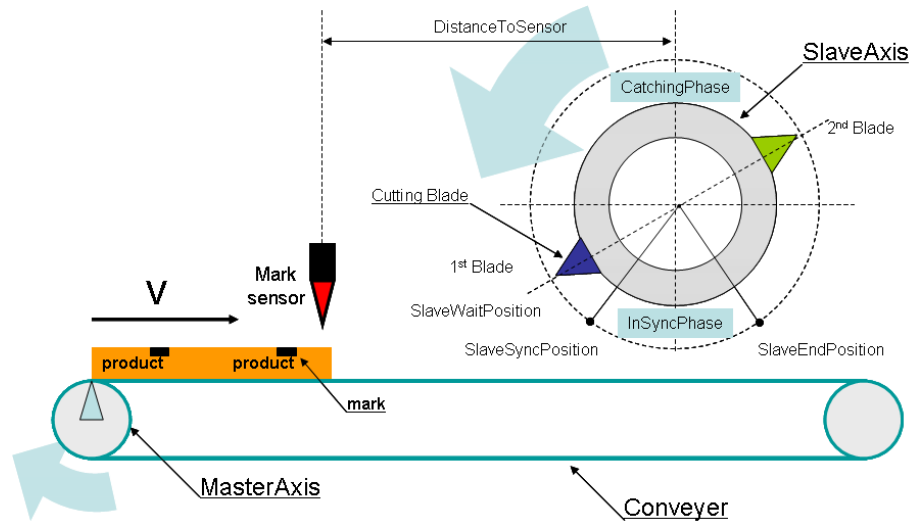 DistanceToSensor
SlaveAxis
CatchingPhase
2nd Blade
Cutting Blade
1st Blade
Mark
sensor
V
SlaveWaitPosition
InSyncPhase
SlaveSyncPosition
SlaveEndPosition
product
product
mark
MasterAxis
Conveyer